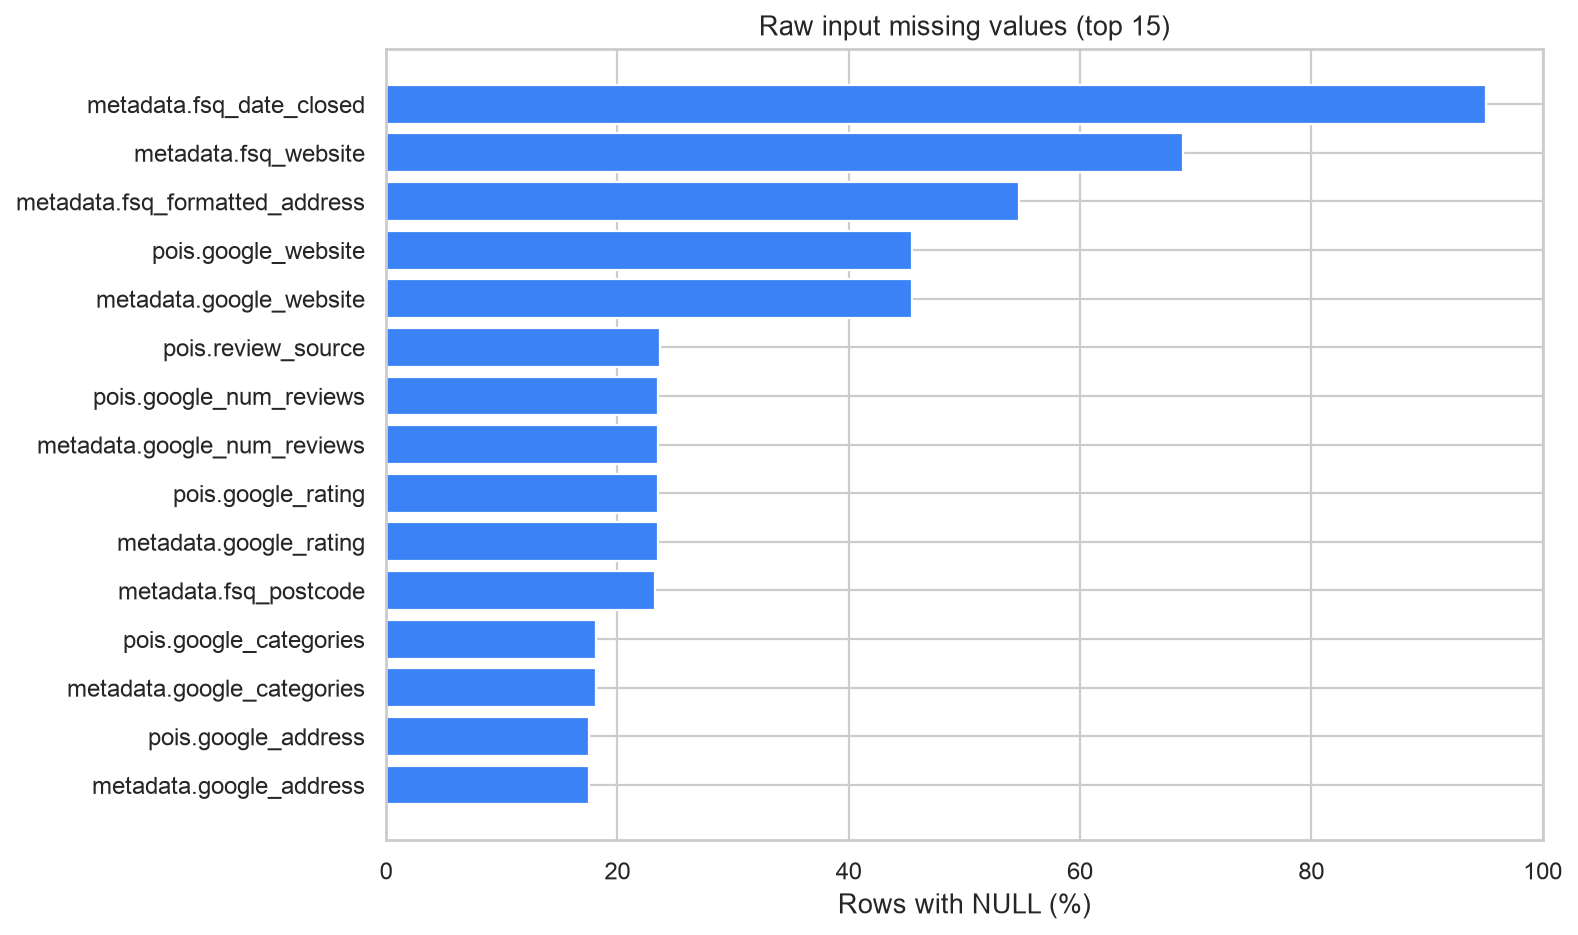 Raw input missing values (top 15)
metadata.fsq_date_closed
metadata.fsq_website
metadata.fsq_formatted_address
pois.google_website
metadata.google_website
pois.review_source
pois.google_num_reviews
metadata.google_num_reviews
pois.google_rating
metadata.google_rating
metadata.fsq_postcode
pois.google_categories
metadata.google_categories
pois.google_address
metadata.google_address
0 20 40 60 80 100
Rows with NULL (%)